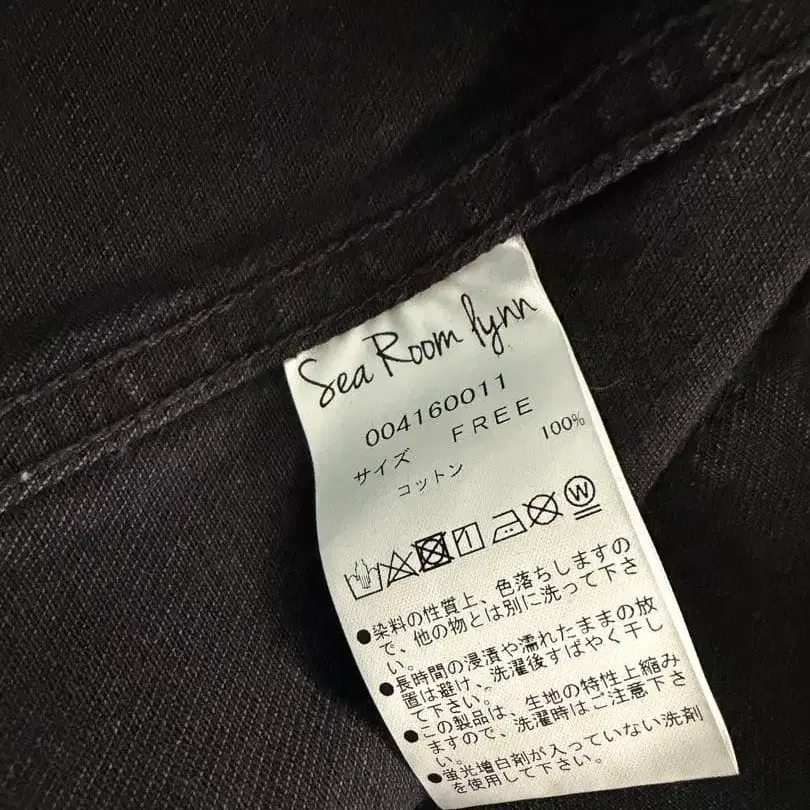 Sea Room lynn
004160011
サイズ FREE
コットン 100%
W
●染料の性質上、色落ちしますの
で、他の物とは別に洗って下さ
い。
●長時間の浸漬や濡れたままの放
置は避け、洗濯後すばやく干し
て下さい。
●この製品は、生地の特性上縮み
ますので、洗濯時はご注意下さ
い。
●蛍光増白剤が入っていない洗剤
を使用して下さい。